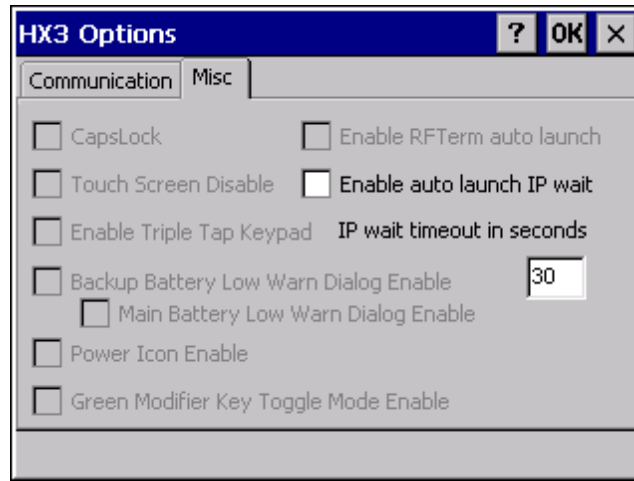 HX3 Options ? OK ×
Communication Misc
CapsLock Enable RFTerm auto launch
Touch Screen Disable Enable auto launch IP wait
Enable Triple Tap Keypad IP wait timeout in seconds
Backup Battery Low Warn Dialog Enable 30
Main Battery Low Warn Dialog Enable
Power Icon Enable
Green Modifier Key Toggle Mode Enable